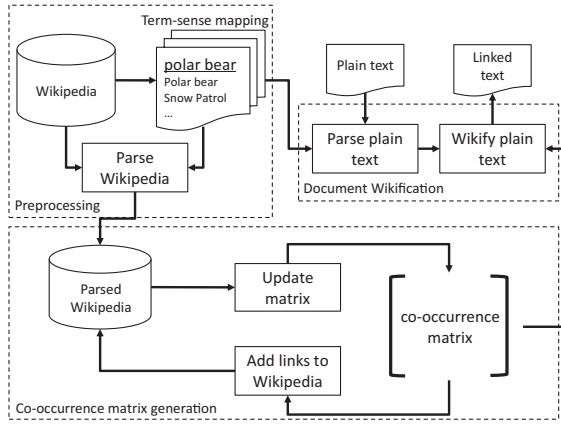 Term-sense mapping
Wikipedia
polar bear
Polar bear
Snow Patrol
...
Parse
Wikipedia
Preprocessing
Plain text
Linked
text
Parse plain
text
Wikify plain
text
Document Wikification
Parsed
Wikipedia
Update
matrix
co-occurrence
matrix
Add links to
Wikipedia
Co-occurrence matrix generation